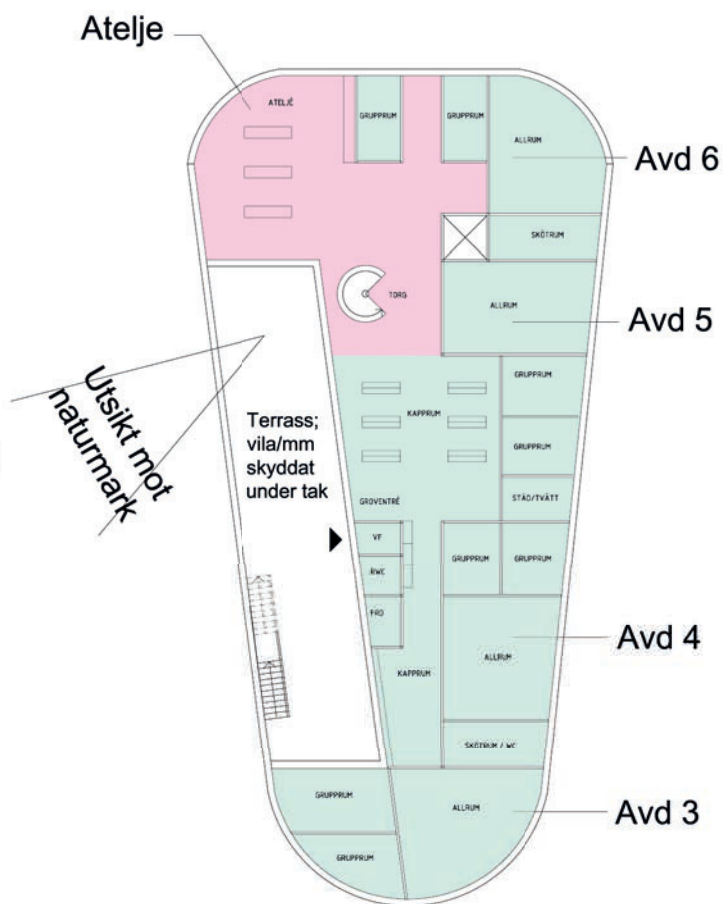 Atelje
ATELJÉ
GRUPPRUM
GRUPPRUM
ALLRUM
Avd 6
SKÖTRUM
TORG
ALLRUM
Avd 5
Utsikt mot
naturmark
Terrass;
vila/mm
skyddat
under tak
KAPPRUM
GRUPPRUM
GRUPPRUM
STÄD/TVÄTT
GROVENTRÉ
VF
RWC
FRD
GRUPPRUM
GRUPPRUM
ALLRUM
Avd 4
KAPPRUM
SKÖTRUM / WC
GRUPPRUM
ALLRUM
Avd 3
GRUPPRUM